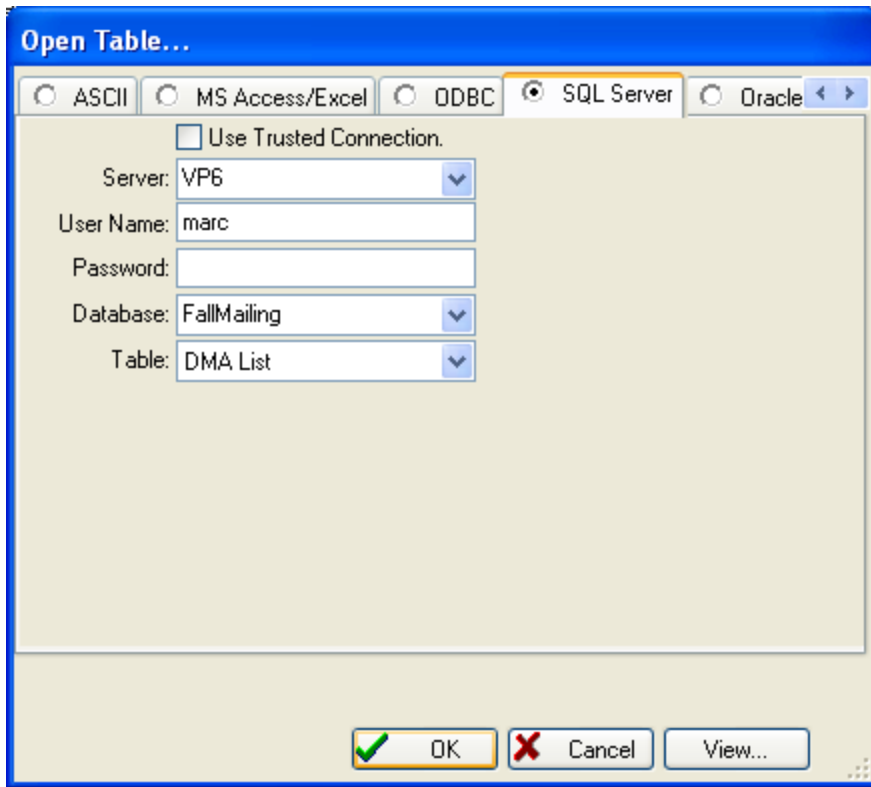 Open Table...
ASCII MS Access/Excel ODBC SQL Server Oracle
Use Trusted Connection.
Server: VP6
User Name: marc
Password:
Database: FallMailing
Table: DMA List
OK Cancel View...